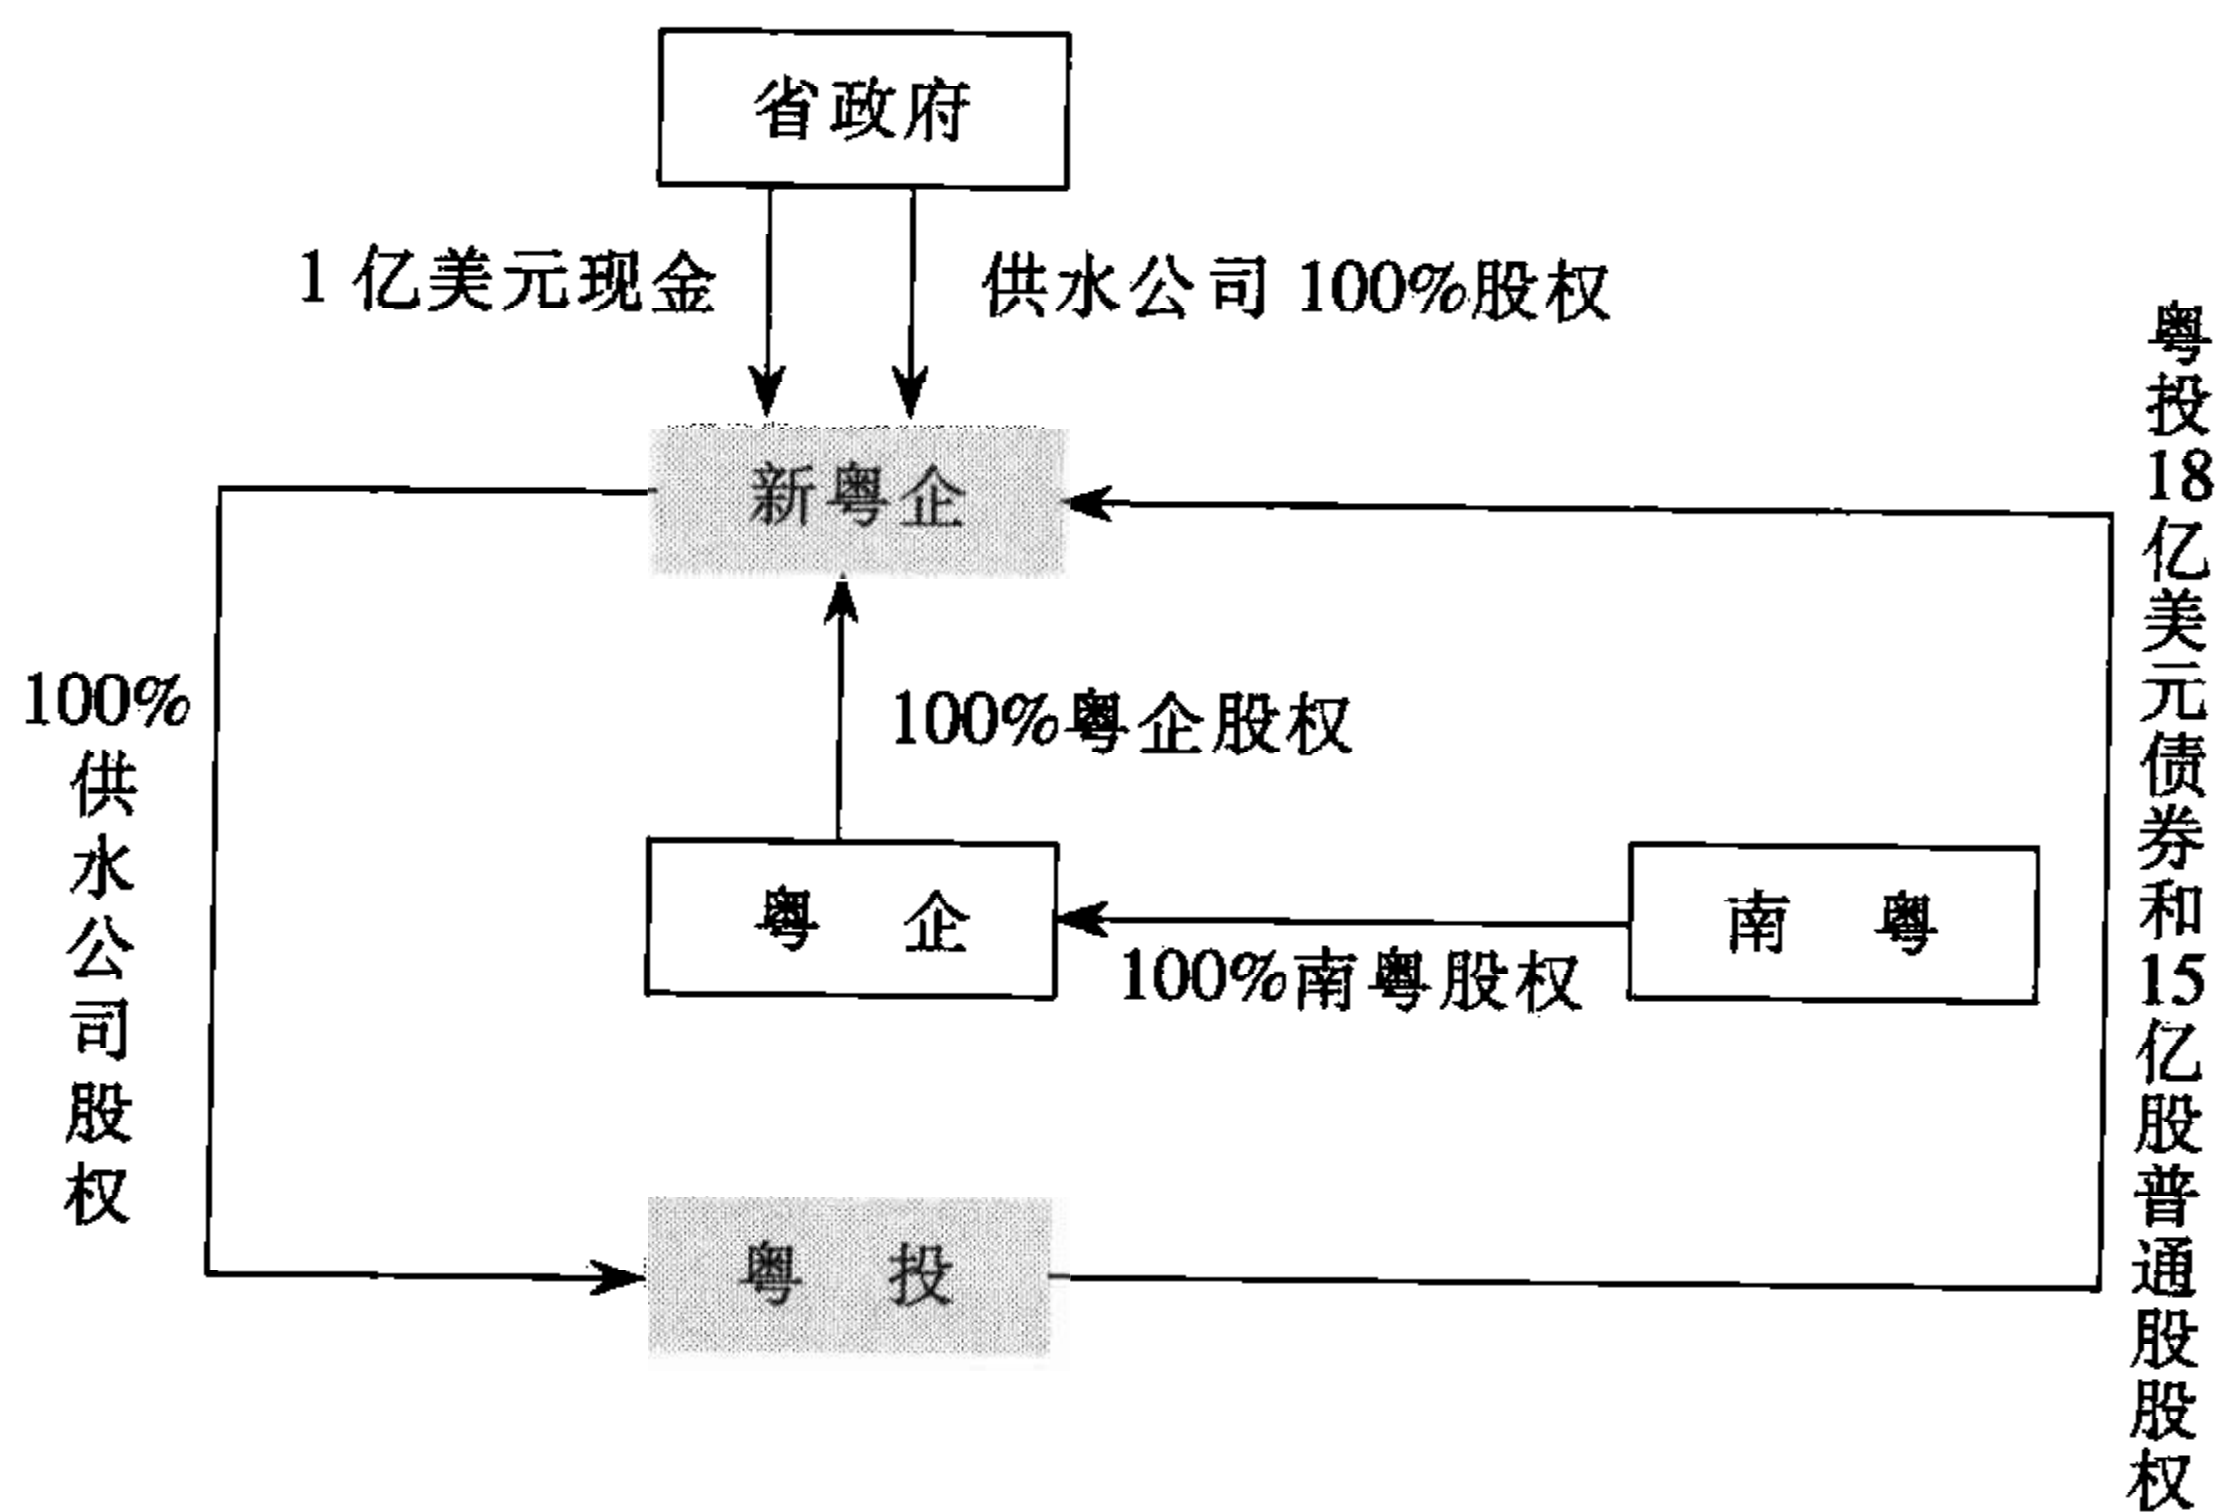 省政府
1亿美元现金
供水公司100%股权
新粤企
粤投18亿美元债券和15亿股普通股股权
100%供水公司股权
100%粤企股权
粤 企
南 粤
100%南粤股权
粤 投